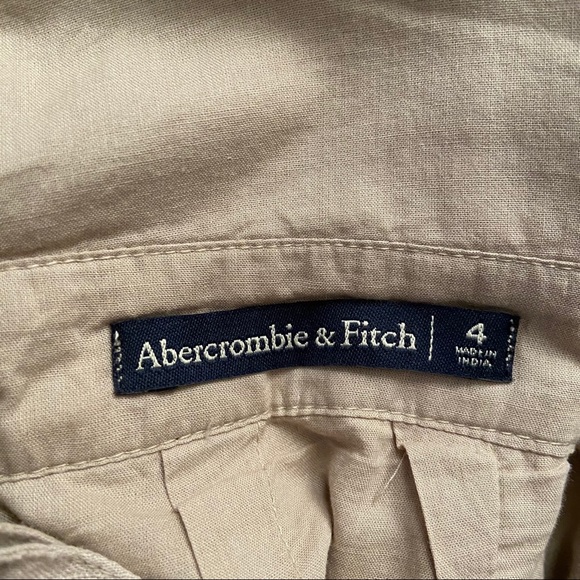 Abercrombie & Fitch | 4
MADE IN
INDIA